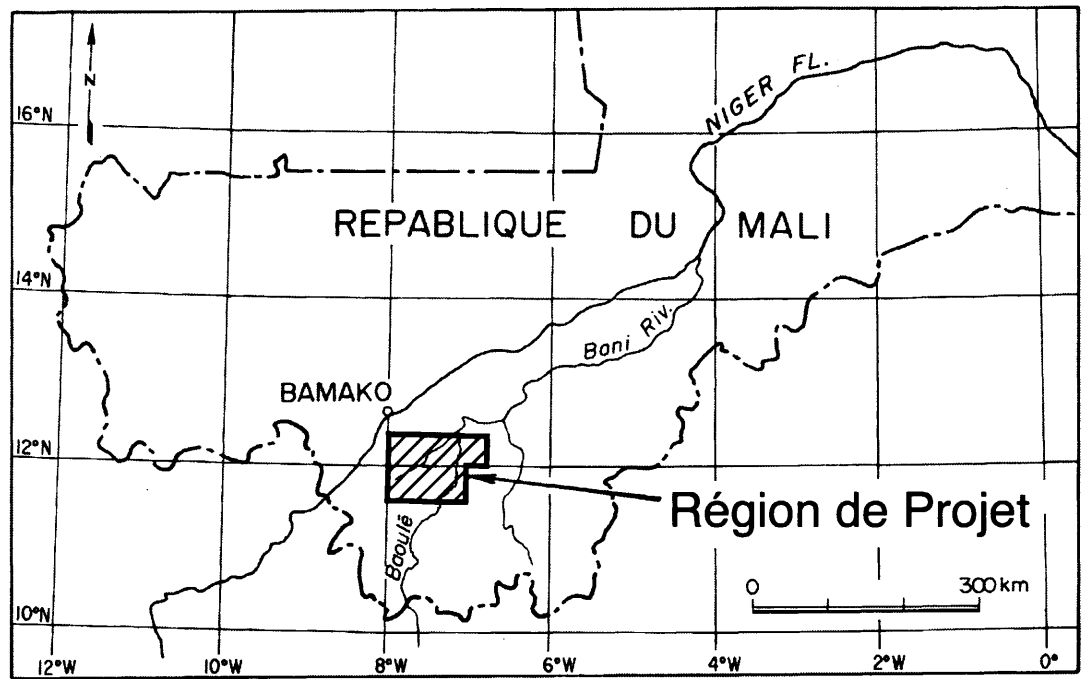 N
NIGER FL.
16°N
REPABLIQUE DU MALI
14°N
Bani Riv.
BAMAKO
12°N
Région de Projet
Baoulé
0 300 km
10°N
12°W 10°W 8°W 6°W 4°W 2°W 0°